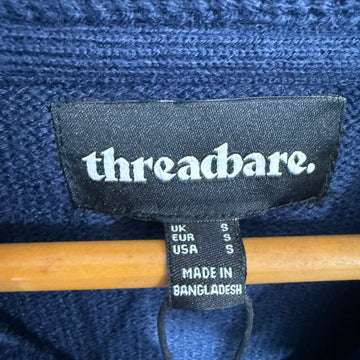 threadbare.
UK S
EUR S
USA S
MADE IN
BANGLADESH